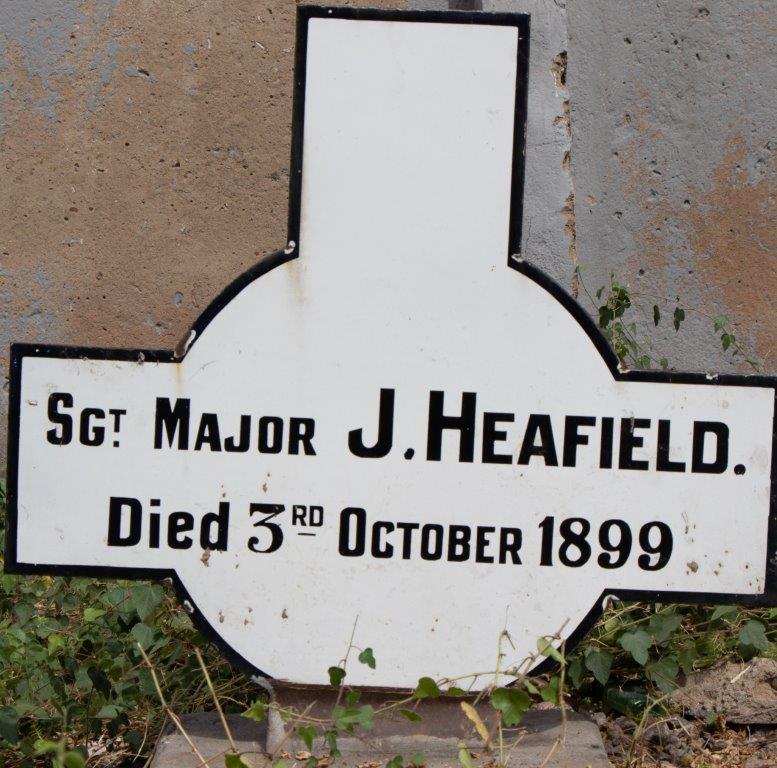 SGT MAJOR J. HEAFIELD.
Died 3RD OCTOBER 1899